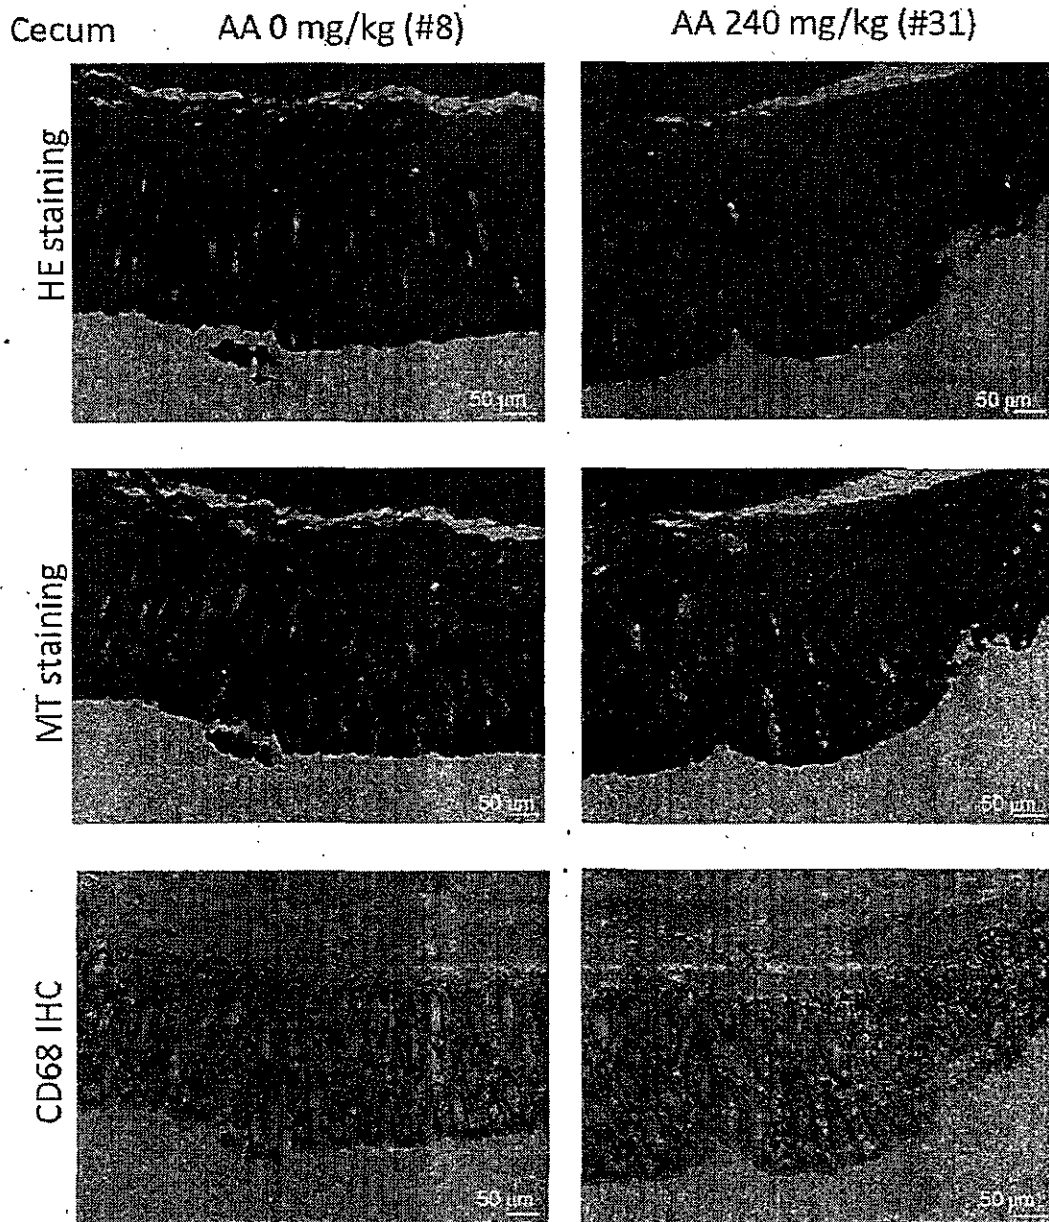 Cecum AA 0 mg/kg (#8) AA 240 mg/kg (#31)
HE staining
50 µm 50 µm
MT staining
50 µm 50 µm
CD68 IHC
50 µm 50 µm